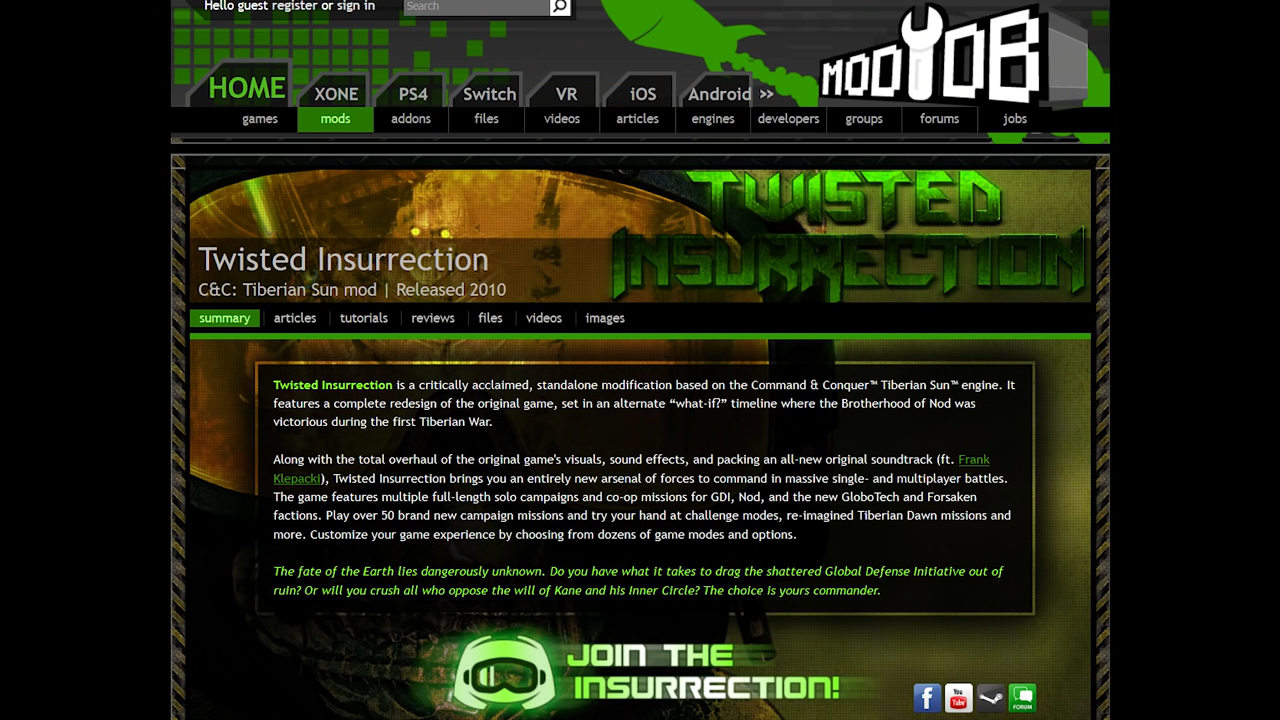 Hello guest register or sign in
Search
MODDB
HOME XONE PS4 Switch VR iOS Android »
games mods addons files videos articles engines developers groups forums jobs
TWISTED
INSURRECTION
Twisted Insurrection
C&C: Tiberian Sun mod | Released 2010
summary articles tutorials reviews files videos images
Twisted Insurrection is a critically acclaimed, standalone modification based on the Command & Conquer™ Tiberian Sun™ engine. It
features a complete redesign of the original game, set in an alternate “what-if?” timeline where the Brotherhood of Nod was
victorious during the first Tiberian War.
Along with the total overhaul of the original game's visuals, sound effects, and packing an all-new original soundtrack (ft. Frank
Klepacki), Twisted Insurrection brings you an entirely new arsenal of forces to command in massive single- and multiplayer battles.
The game features multiple full-length solo campaigns and co-op missions for GDI, Nod, and the new GloboTech and Forsaken
factions. Play over 50 brand new campaign missions and try your hand at challenge modes, re-imagined Tiberian Dawn missions and
more. Customize your game experience by choosing from dozens of game modes and options.
The fate of the Earth lies dangerously unknown. Do you have what it takes to drag the shattered Global Defense Initiative out of
ruin? Or will you crush all who oppose the will of Kane and his Inner Circle? The choice is yours commander.
JOIN THE
INSURRECTION!
f
You
Tube
FORUM